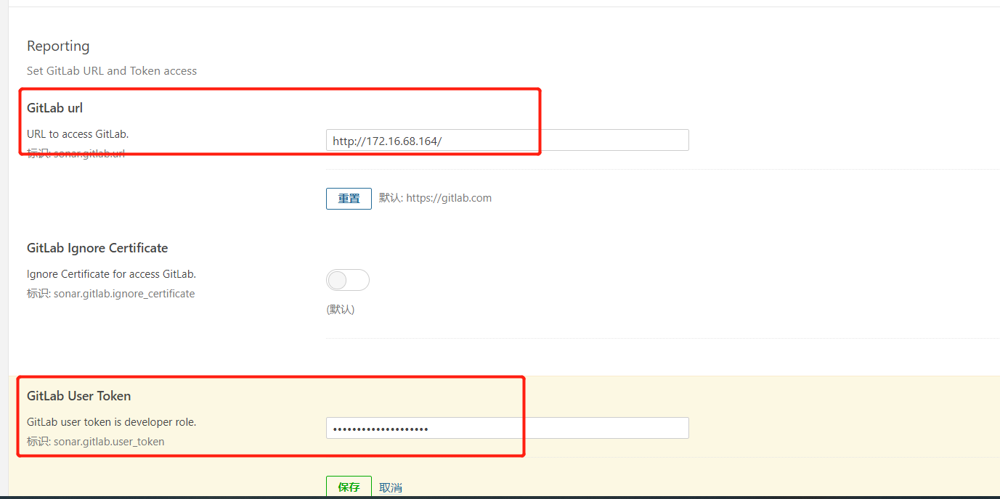 Reporting
Set GitLab URL and Token access
GitLab url
URL to access GitLab.
http://172.16.68.164/
标识: sonar.gitlab.url
重置 默认: https://gitlab.com
GitLab Ignore Certificate
Ignore Certificate for access GitLab.
标识: sonar.gitlab.ignore_certificate
(默认)
GitLab User Token
GitLab user token is developer role.
••••••••••••••••••••
标识: sonar.gitlab.user_token
保存 取消